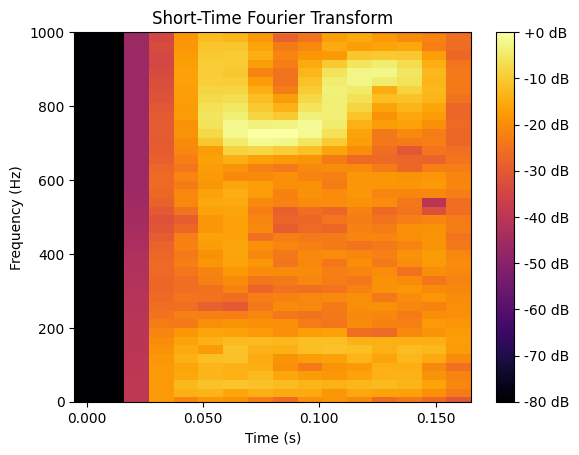 Short-Time Fourier Transform
1000
800
600
400
200
0
Frequency (Hz)
0.000
0.050
0.100
0.150
Time (s)
+0 dB
-10 dB
-20 dB
-30 dB
-40 dB
-50 dB
-60 dB
-70 dB
-80 dB